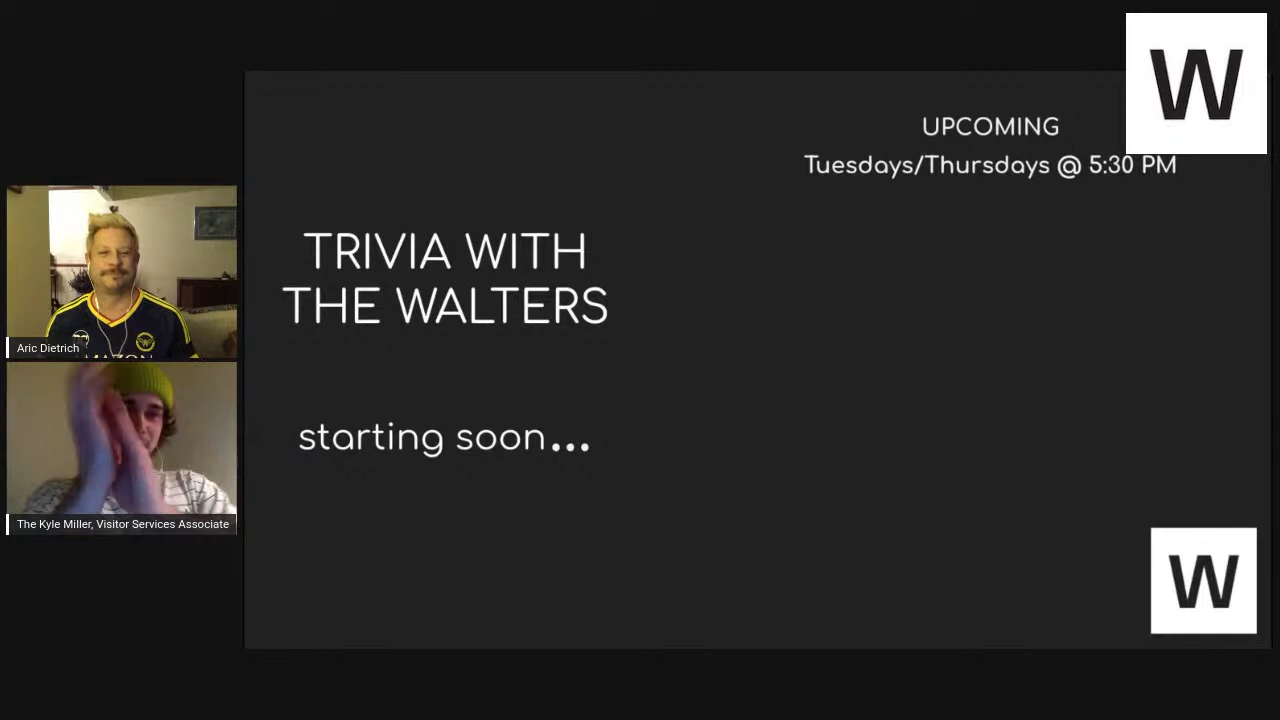 W
UPCOMING
Tuesdays/Thursdays @ 5:30 PM
TRIVIA WITH
THE WALTERS
Aric Dietrich
starting soon...
The Kyle Miller, Visitor Services Associate
W